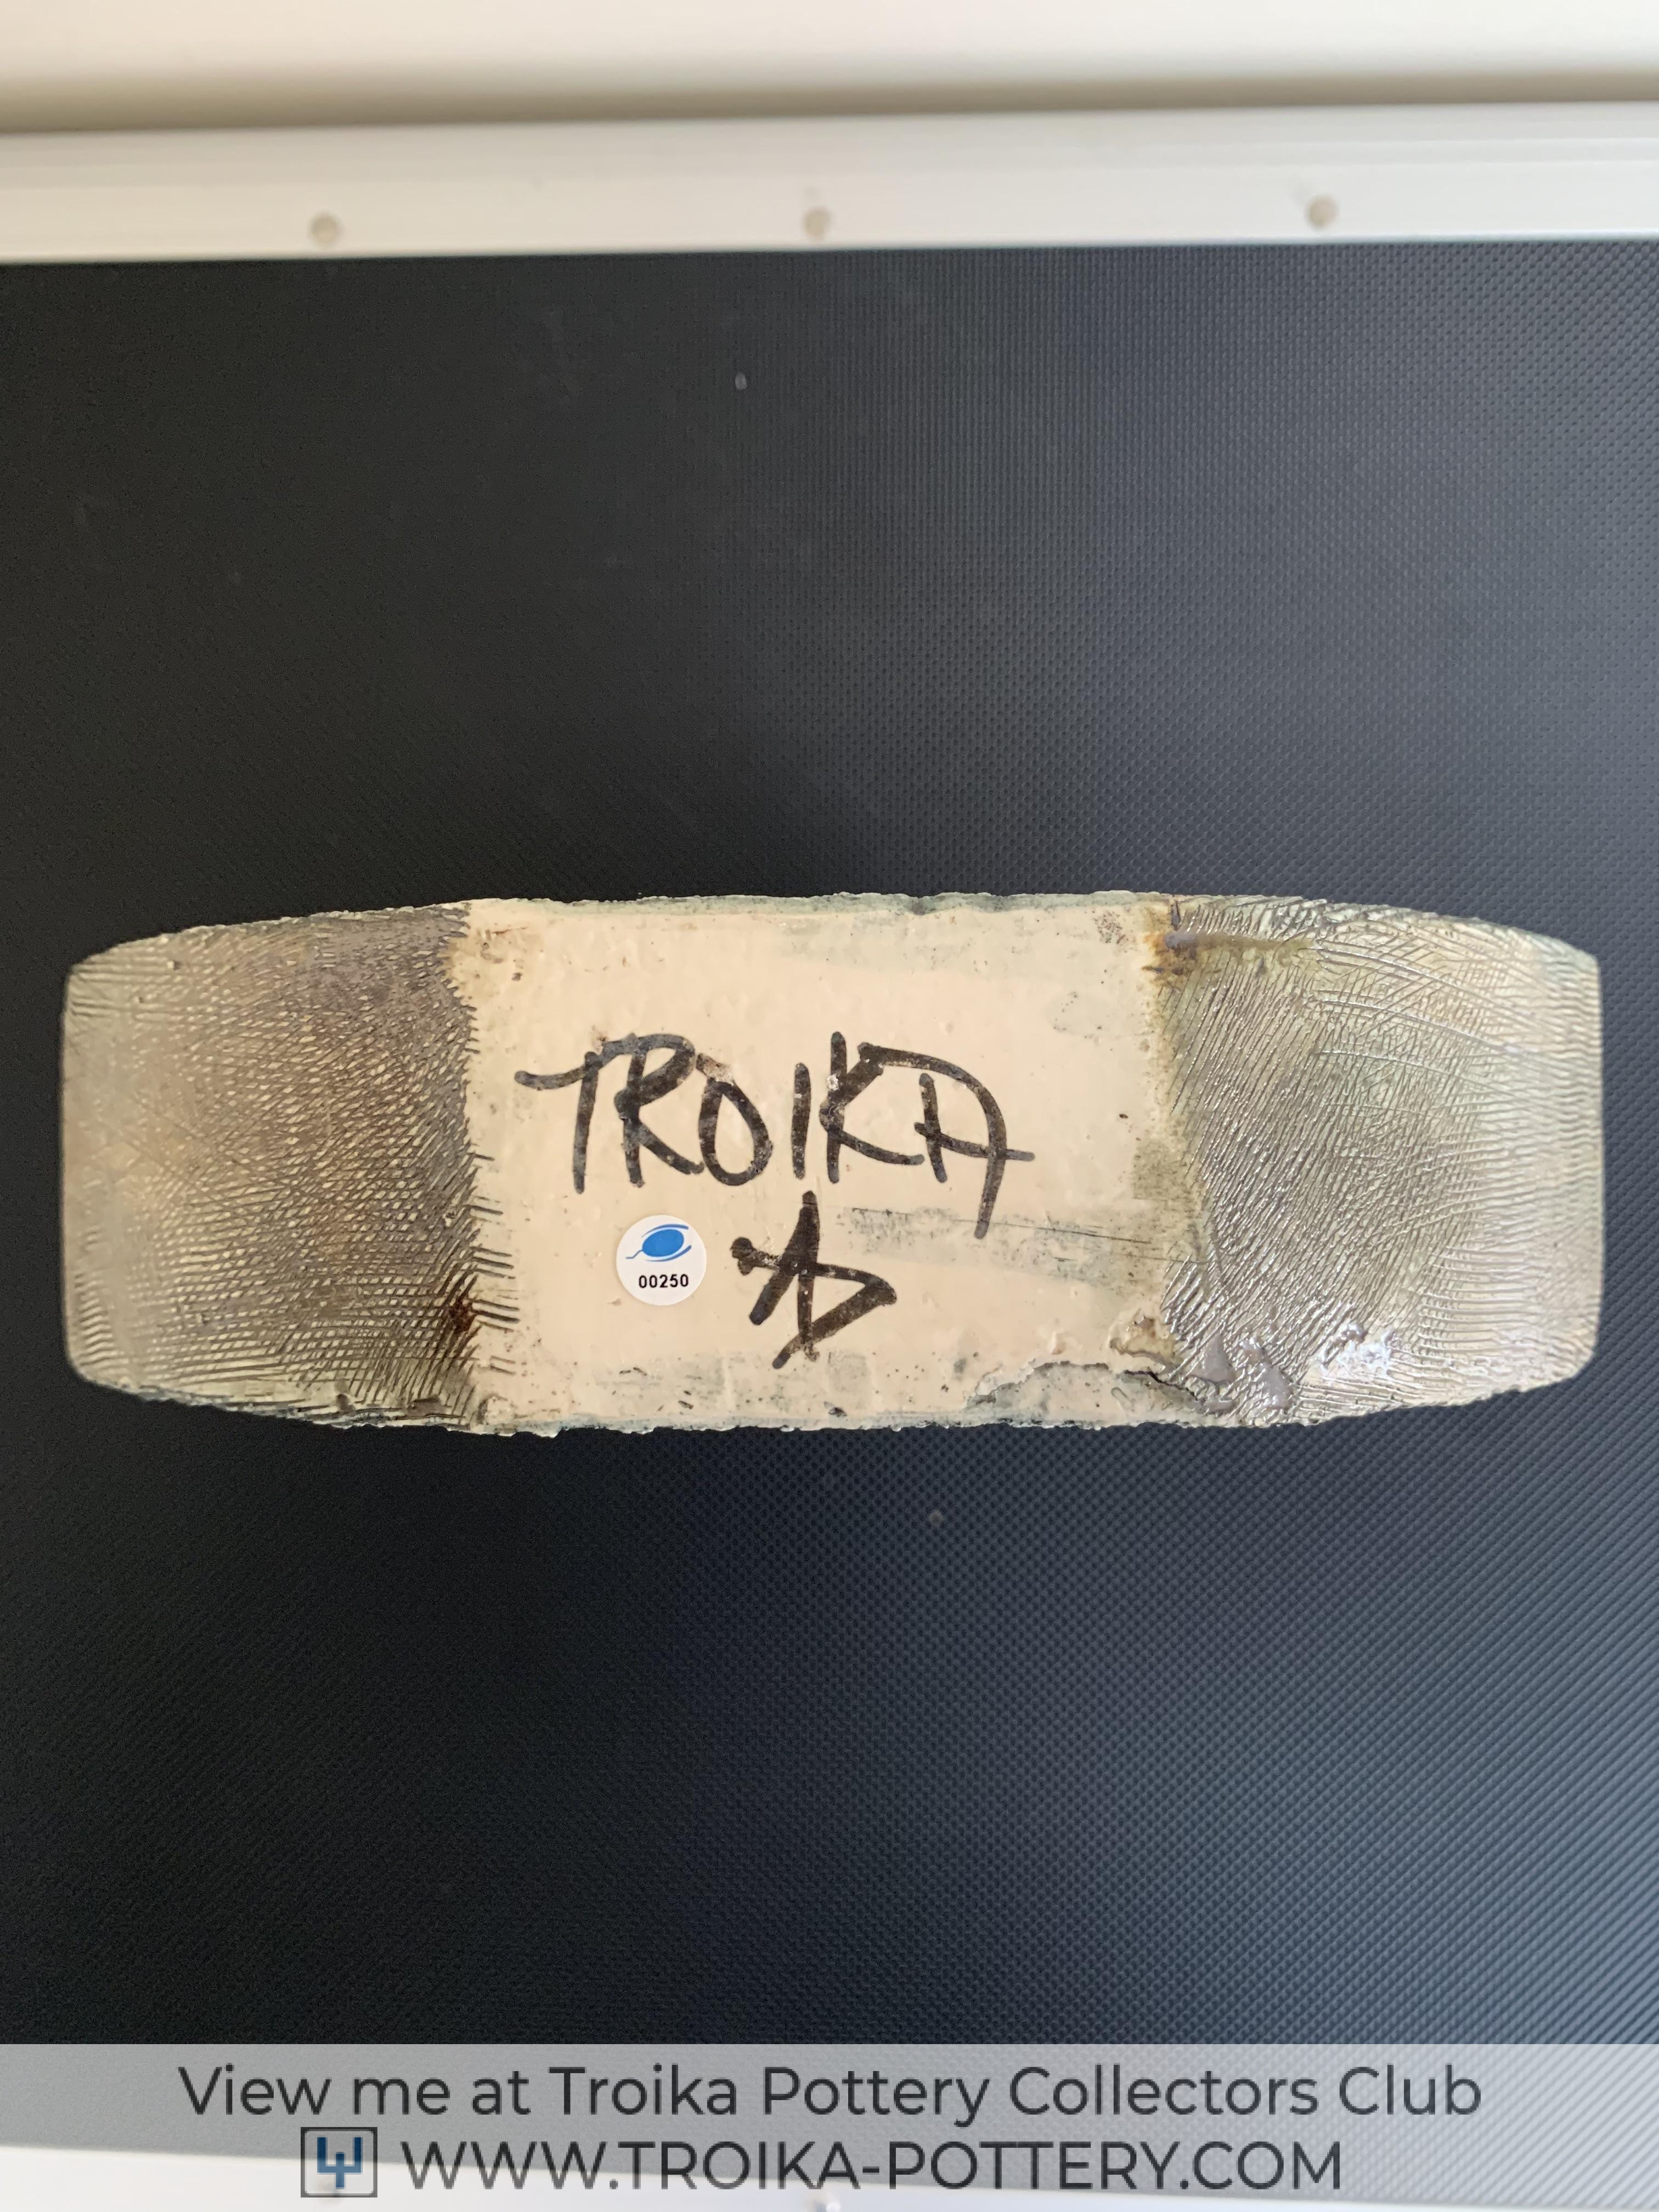 TROIKA
00250
View me at Troika Pottery Collectors Club
WWW.TROIKA-POTTERY.COM